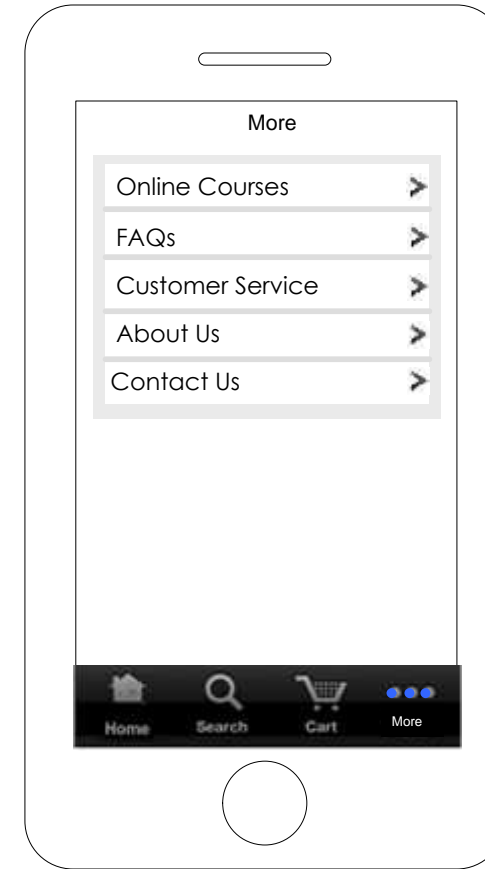 More
Online Courses
FAQs
Customer Service
About Us
Contact Us
Home Search Cart More